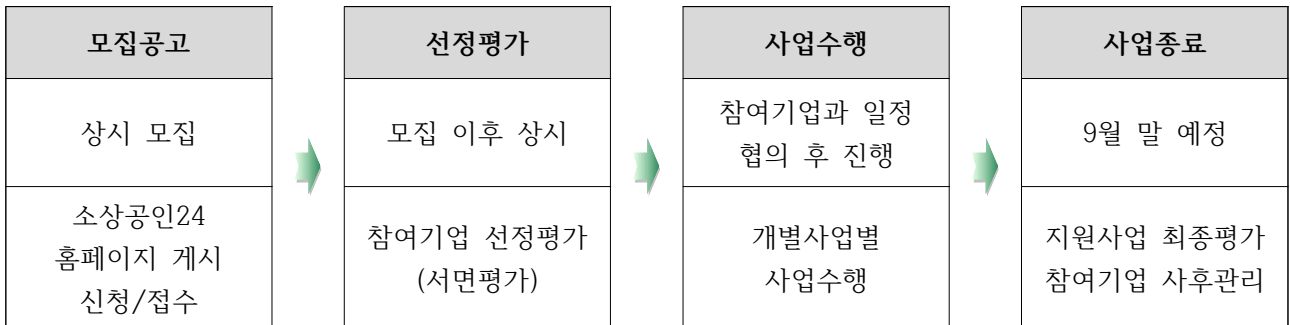 모집공고
상시 모집
소상공인24
홈페이지 게시
신청/접수
선정평가
모집 이후 상시
참여기업 선정평가
(서면평가)
사업수행
참여기업과 일정
협의 후 진행
개별사업별
사업수행
사업종료
9월 말 예정
지원사업 최종평가
참여기업 사후관리